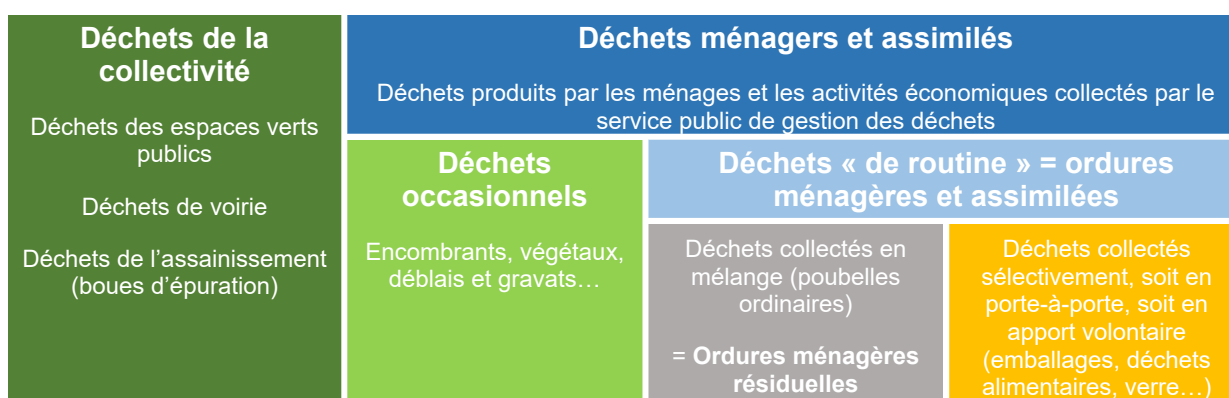 Déchets de la
collectivité
Déchets des espaces verts
publics
Déchets de voirie
Déchets de l’assainissement
(boues d’épuration)
Déchets ménagers et assimilés
Déchets produits par les ménages et les activités économiques collectés par le
service public de gestion des déchets
Déchets
occasionnels
Encombrants, végétaux,
déblais et gravats…
Déchets « de routine » = ordures
ménagères et assimilées
Déchets collectés en
mélange (poubelles
ordinaires)
= Ordures ménagères
résiduelles
Déchets collectés
sélectivement, soit en
porte-à-porte, soit en
apport volontaire
(emballages, déchets
alimentaires, verre…)